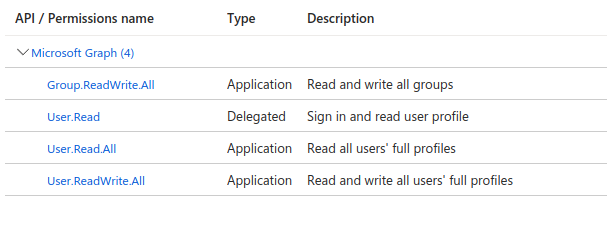 API / Permissions name Type Description
Microsoft Graph (4)
Group.ReadWrite.All Application Read and write all groups
User.Read Delegated Sign in and read user profile
User.Read.All Application Read all users' full profiles
User.ReadWrite.All Application Read and write all users' full profiles